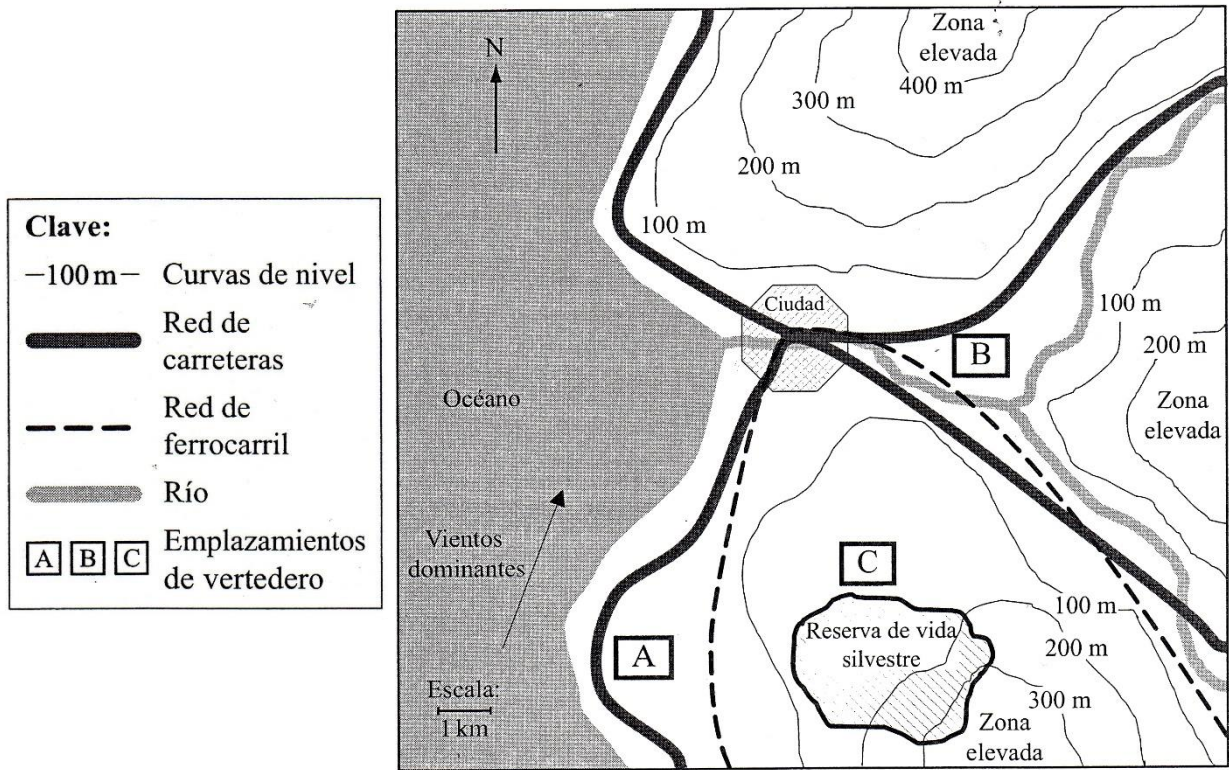 Clave:
–100 m– Curvas de nivel
Red de
carreteras
Red de
ferrocarril
Río
A B C Emplazamientos
de vertedero
N
Zona
elevada
400 m
300 m
200 m
100 m
Ciudad
B
100 m
200 m
Zona
elevada
Océano
Vientos
dominantes
C
Reserva de vida
silvestre
A
100 m
200 m
300 m
Zona
elevada
Escala:
1 km